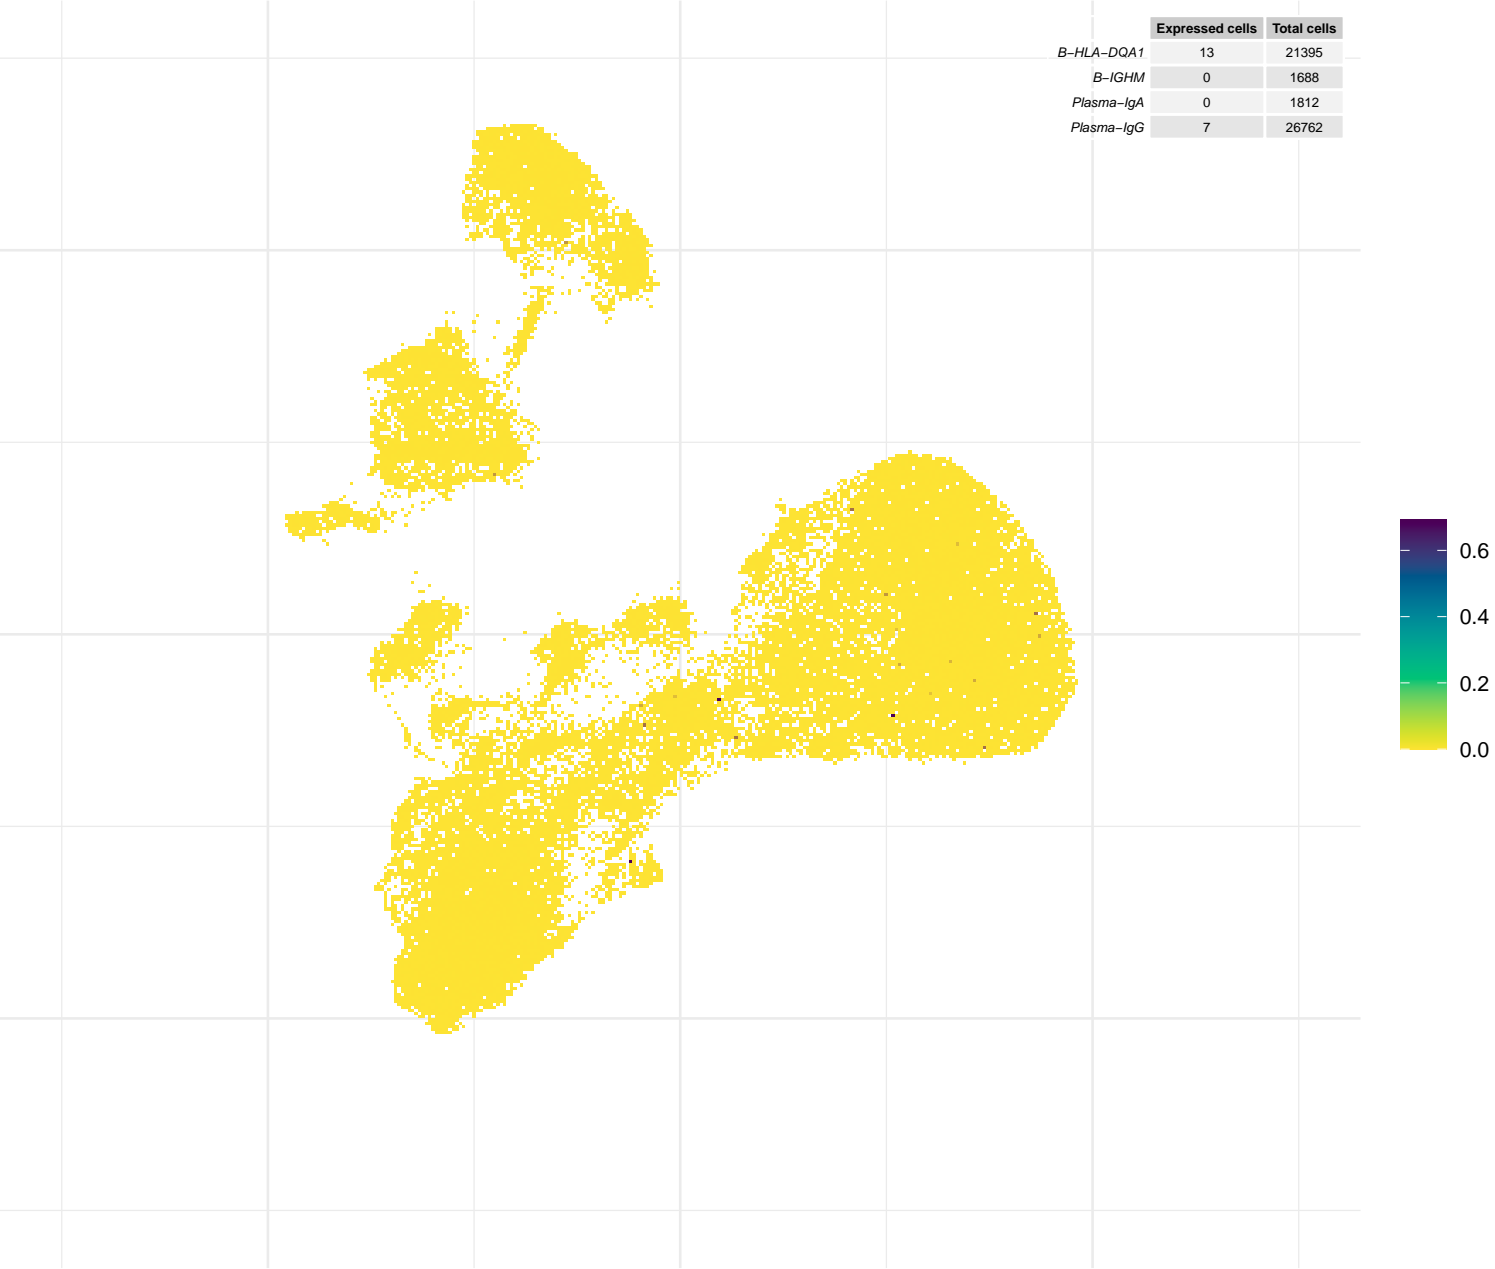 Expressed cells Total cells
B−HLA−DQA1 13 21395
B−IGHM 0 1688
Plasma−IgA 0 1812
Plasma−IgG 7 26762
0.6
0.4
0.2
0.0